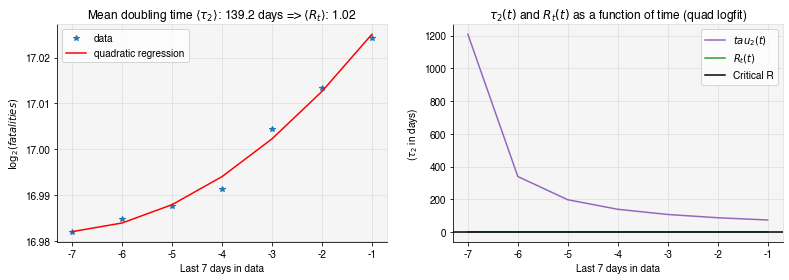 Mean doubling time ⟨τ₂⟩: 139.2 days => ⟨Rₜ⟩: 1.02
data
quadratic regression
17.02
17.01
17.00
16.99
16.98
log₂(fatalities)
-7 -6 -5 -4 -3 -2 -1
Last 7 days in data
τ₂(t) and Rₜ(t) as a function of time (quad logfit)
tau₂(t)
Rₜ(t)
Critical R
1200
1000
800
600
400
200
0
(τ₂ in days)
-7 -6 -5 -4 -3 -2 -1
Last 7 days in data